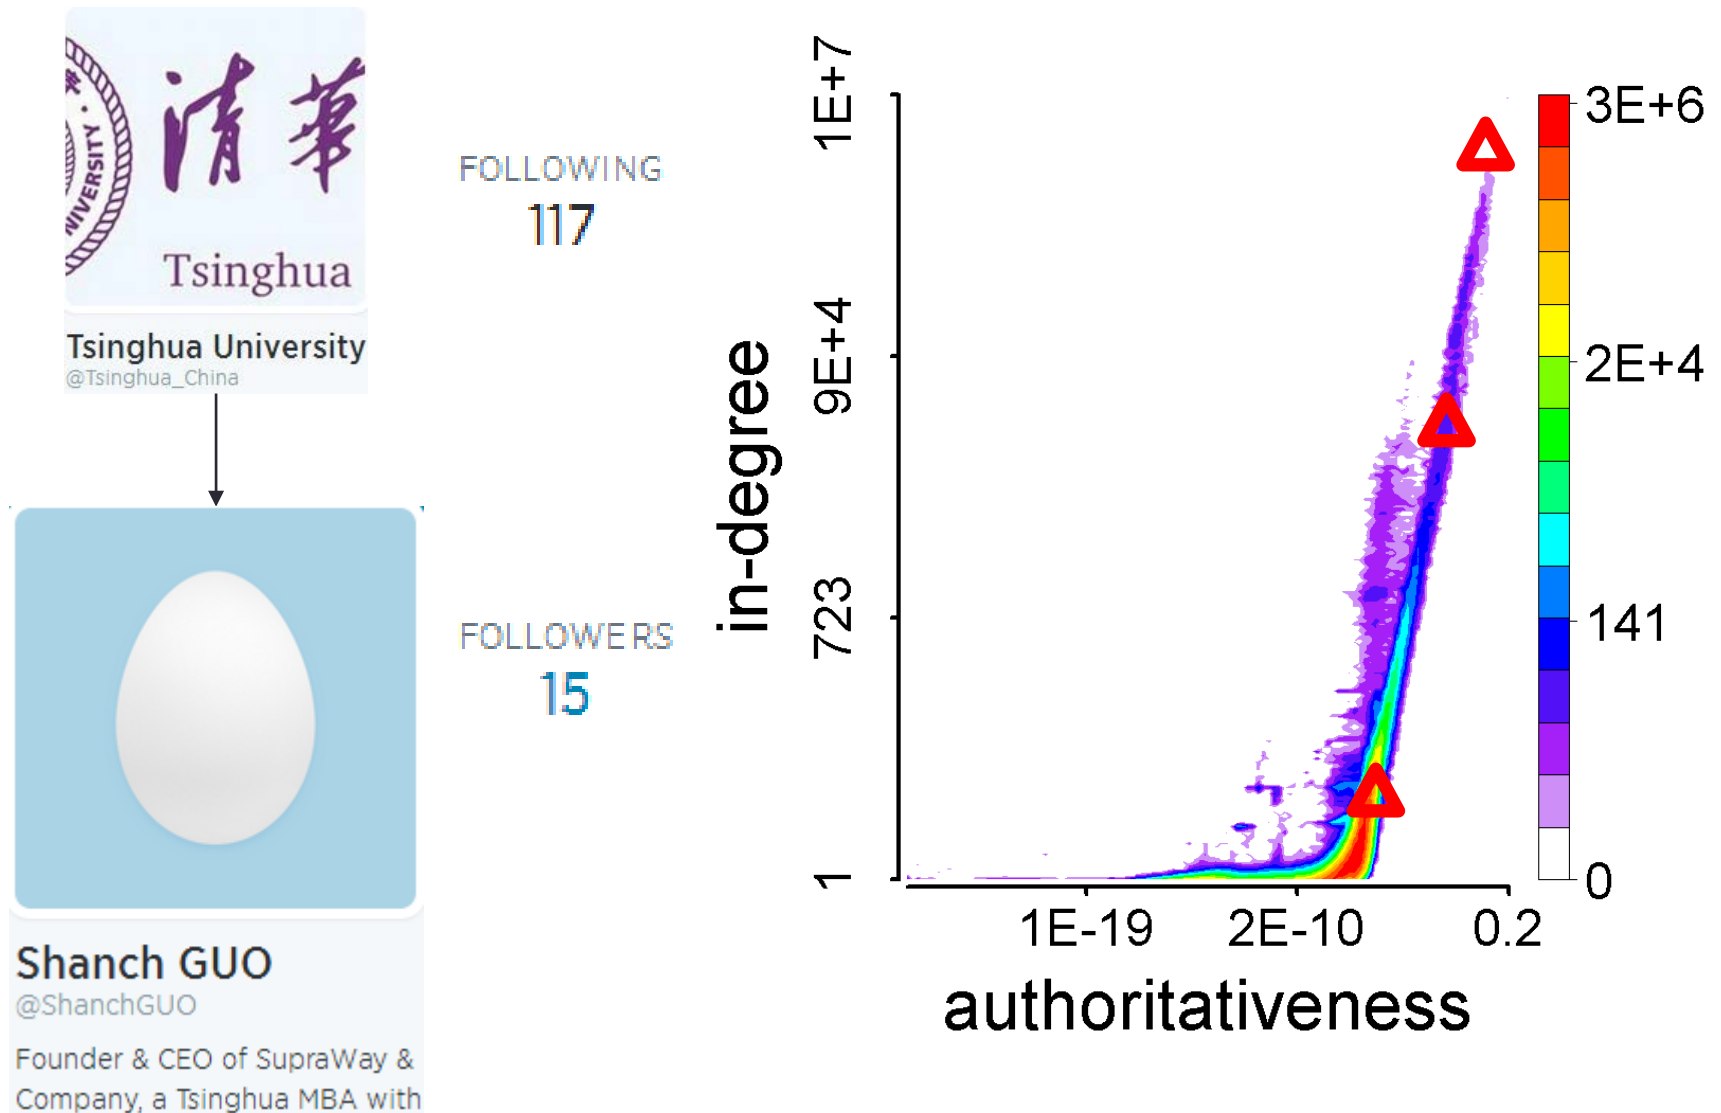 清華
UNIVERSITY
Tsinghua
Tsinghua University
@Tsinghua_China
FOLLOWING
117
FOLLOWERS
15
Shanch GUO
@ShanchGUO
Founder & CEO of SupraWay &
Company, a Tsinghua MBA with
in-degree
1E+7
9E+4
723
1
1E-19
2E-10
0.2
authoritativeness
3E+6
2E+4
141
0